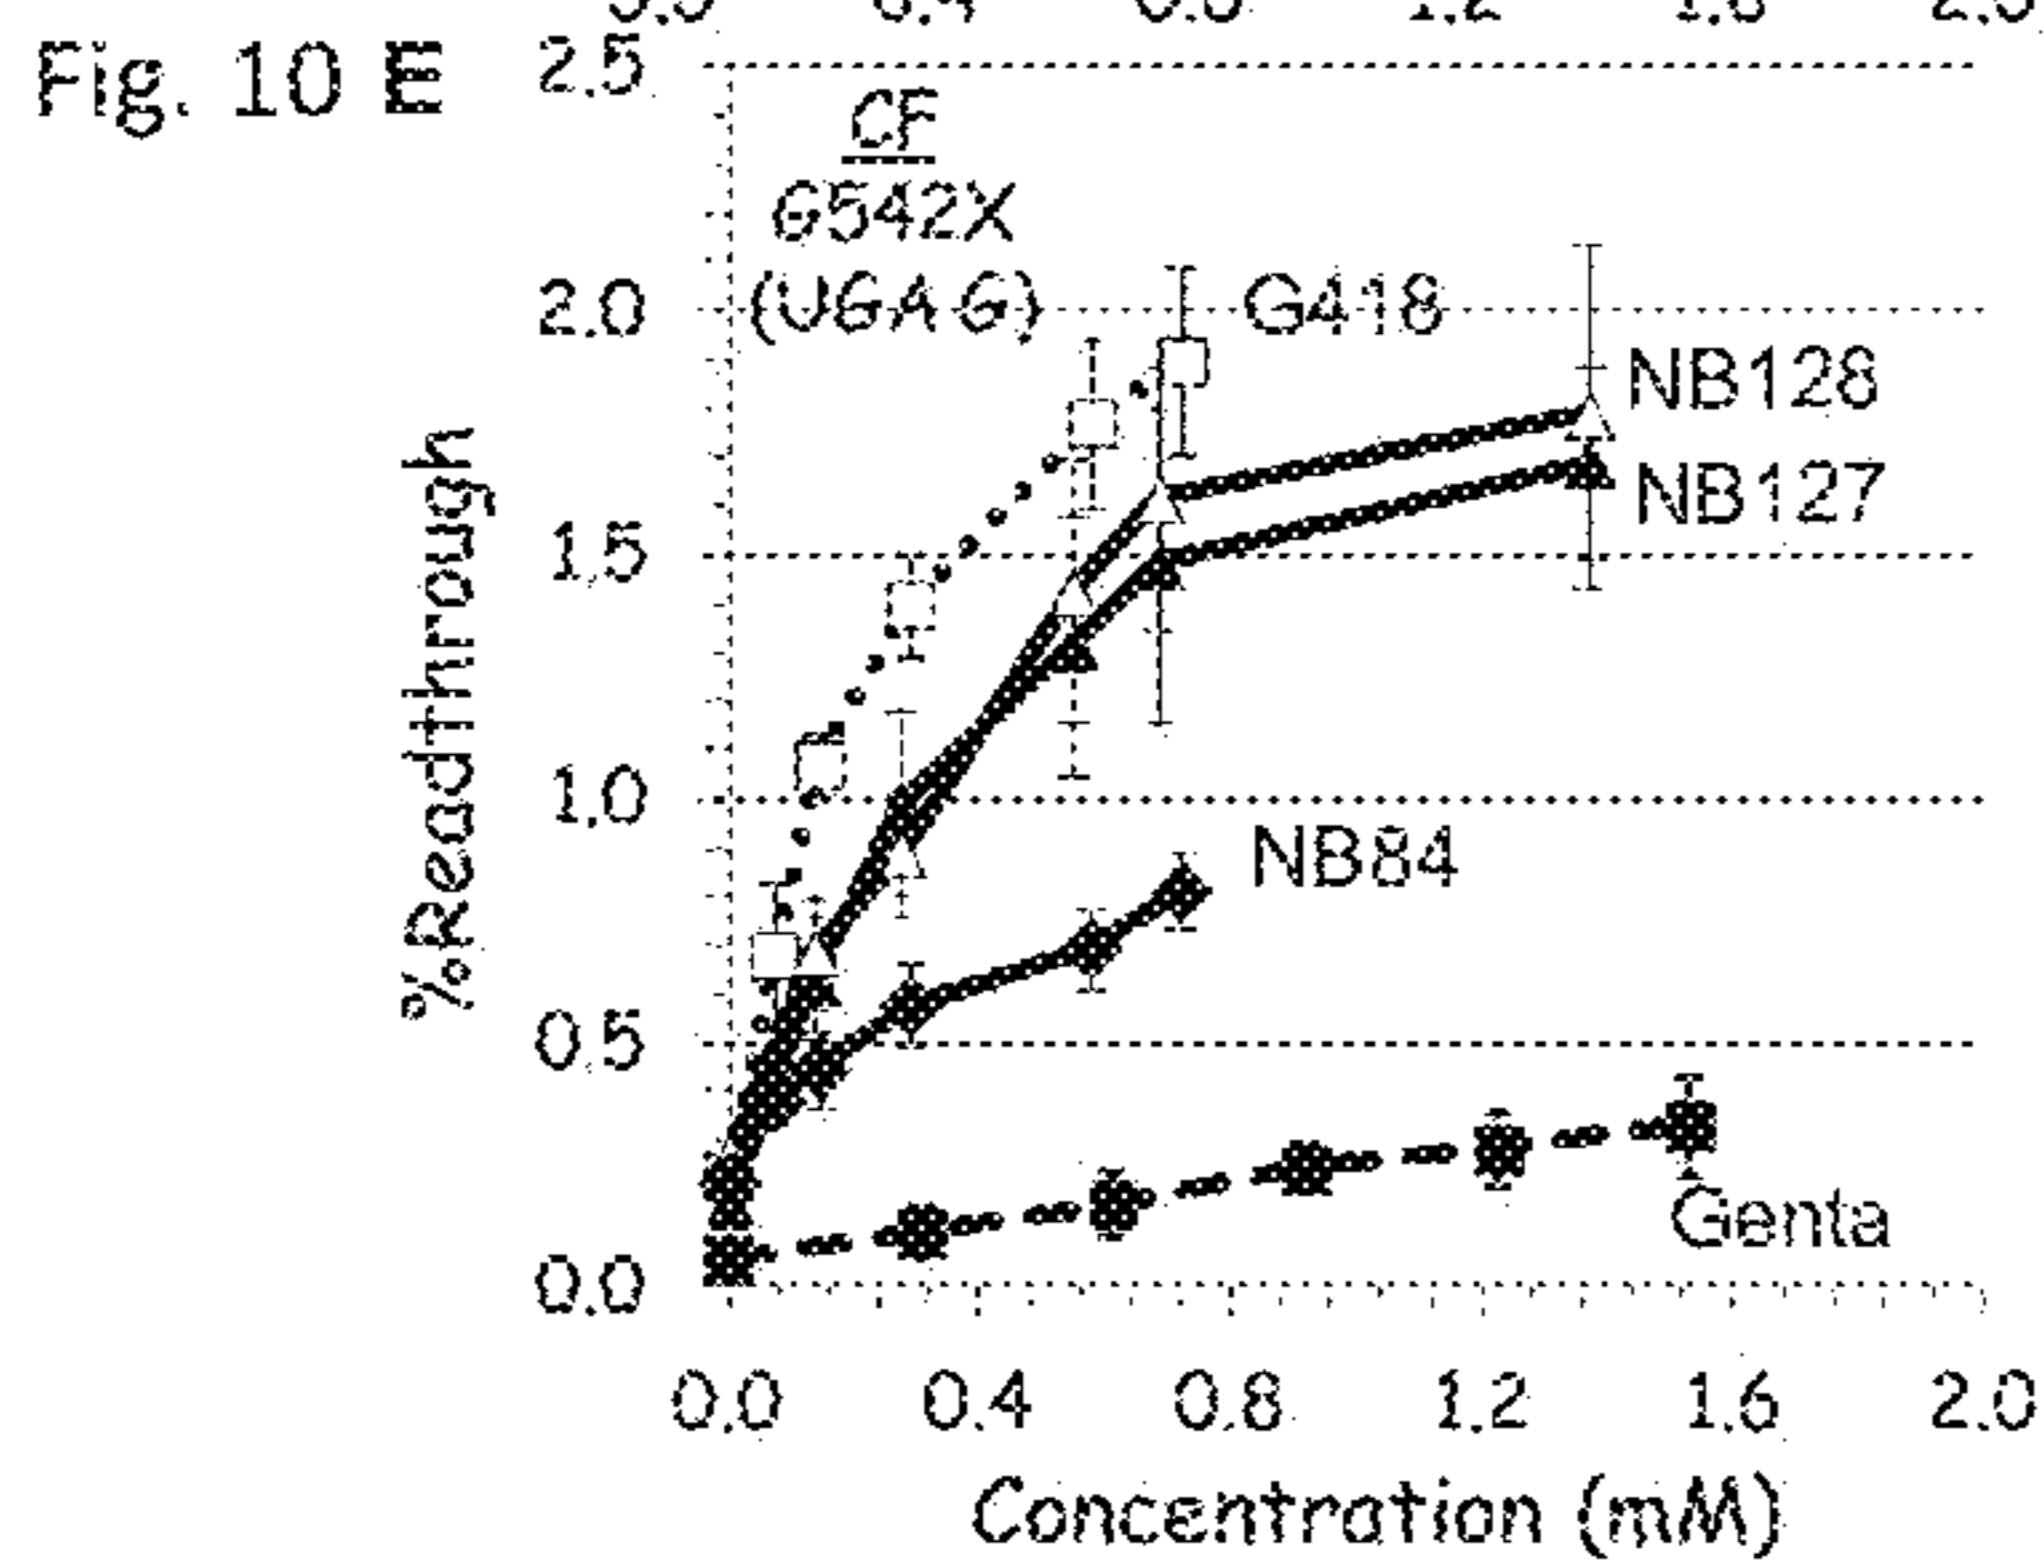 Fig. 10 E
2.5
CF
G542X
(UGA G)
2.0
G418
NB128
NB127
1.5
1.0
NB84
0.5
Genta
0.0
%Readthrough
0.0 0.4 0.8 1.2 1.6 2.0
Concentration (mM)